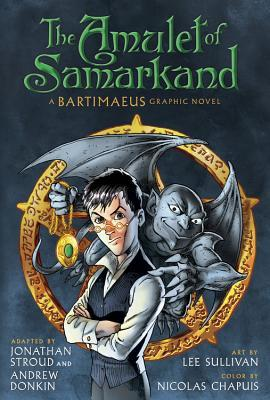 The Amulet of
Samarkand
A BARTIMAEUS GRAPHIC NOVEL
ADAPTED BY
JONATHAN
STROUD AND
ANDREW
DONKIN
ART BY
LEE SULLIVAN
COLOR BY
NICOLAS CHAPUIS